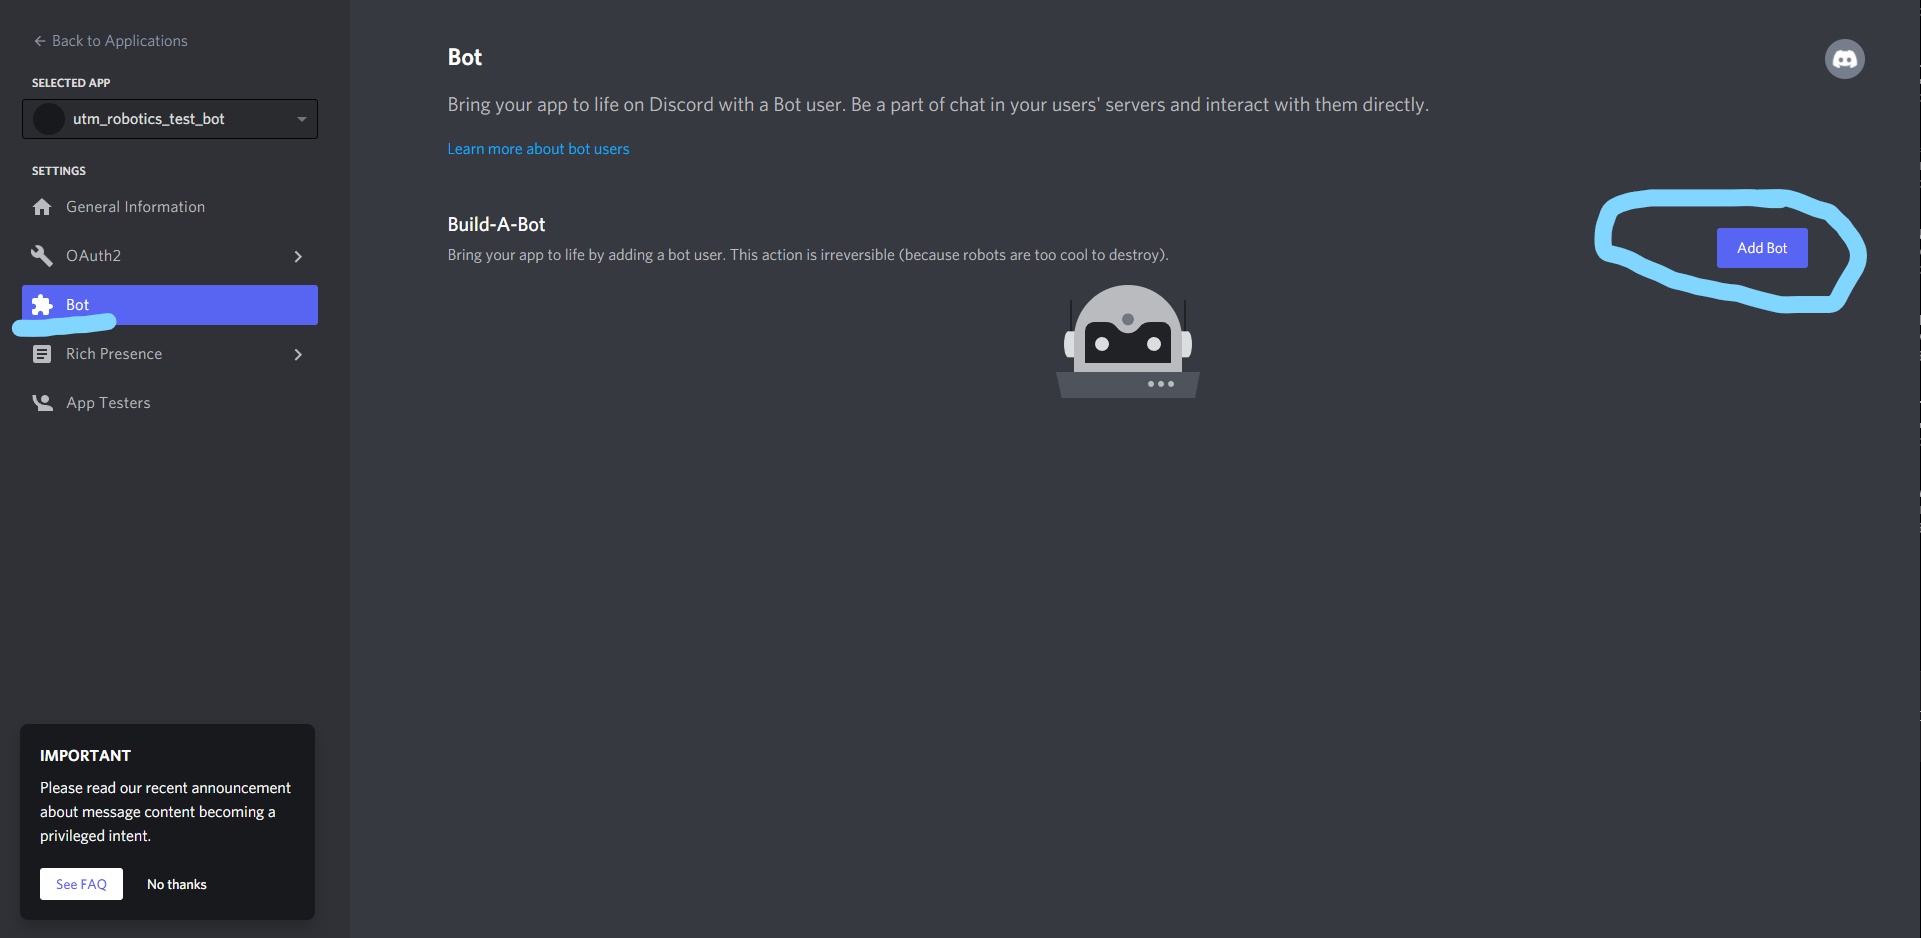 Back to Applications
SELECTED APP
utm_robotics_test_bot
SETTINGS
General Information
OAuth2
Bot
Rich Presence
App Testers
IMPORTANT
Please read our recent announcement
about message content becoming a
privileged intent.
See FAQ
No thanks
Bot
Bring your app to life on Discord with a Bot user. Be a part of chat in your users' servers and interact with them directly.
Learn more about bot users
Build-A-Bot
Bring your app to life by adding a bot user. This action is irreversible (because robots are too cool to destroy).
Add Bot